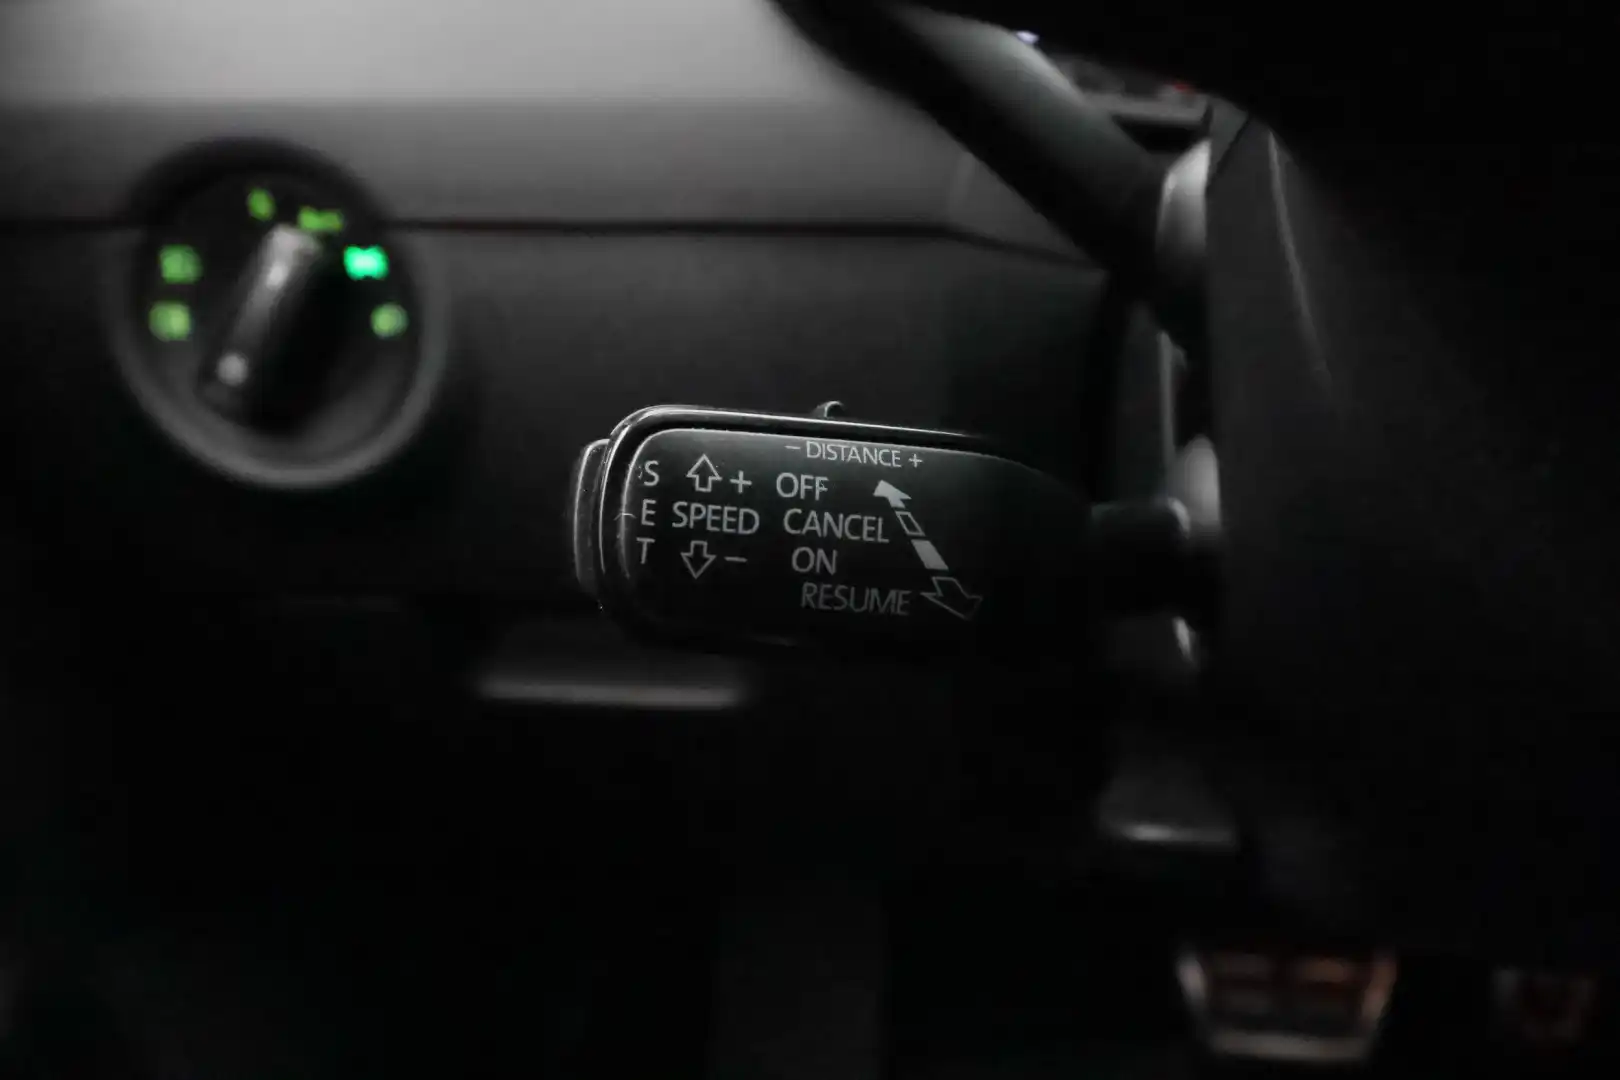 - DISTANCE +
S + OFF
E SPEED CANCEL
T - ON
RESUME